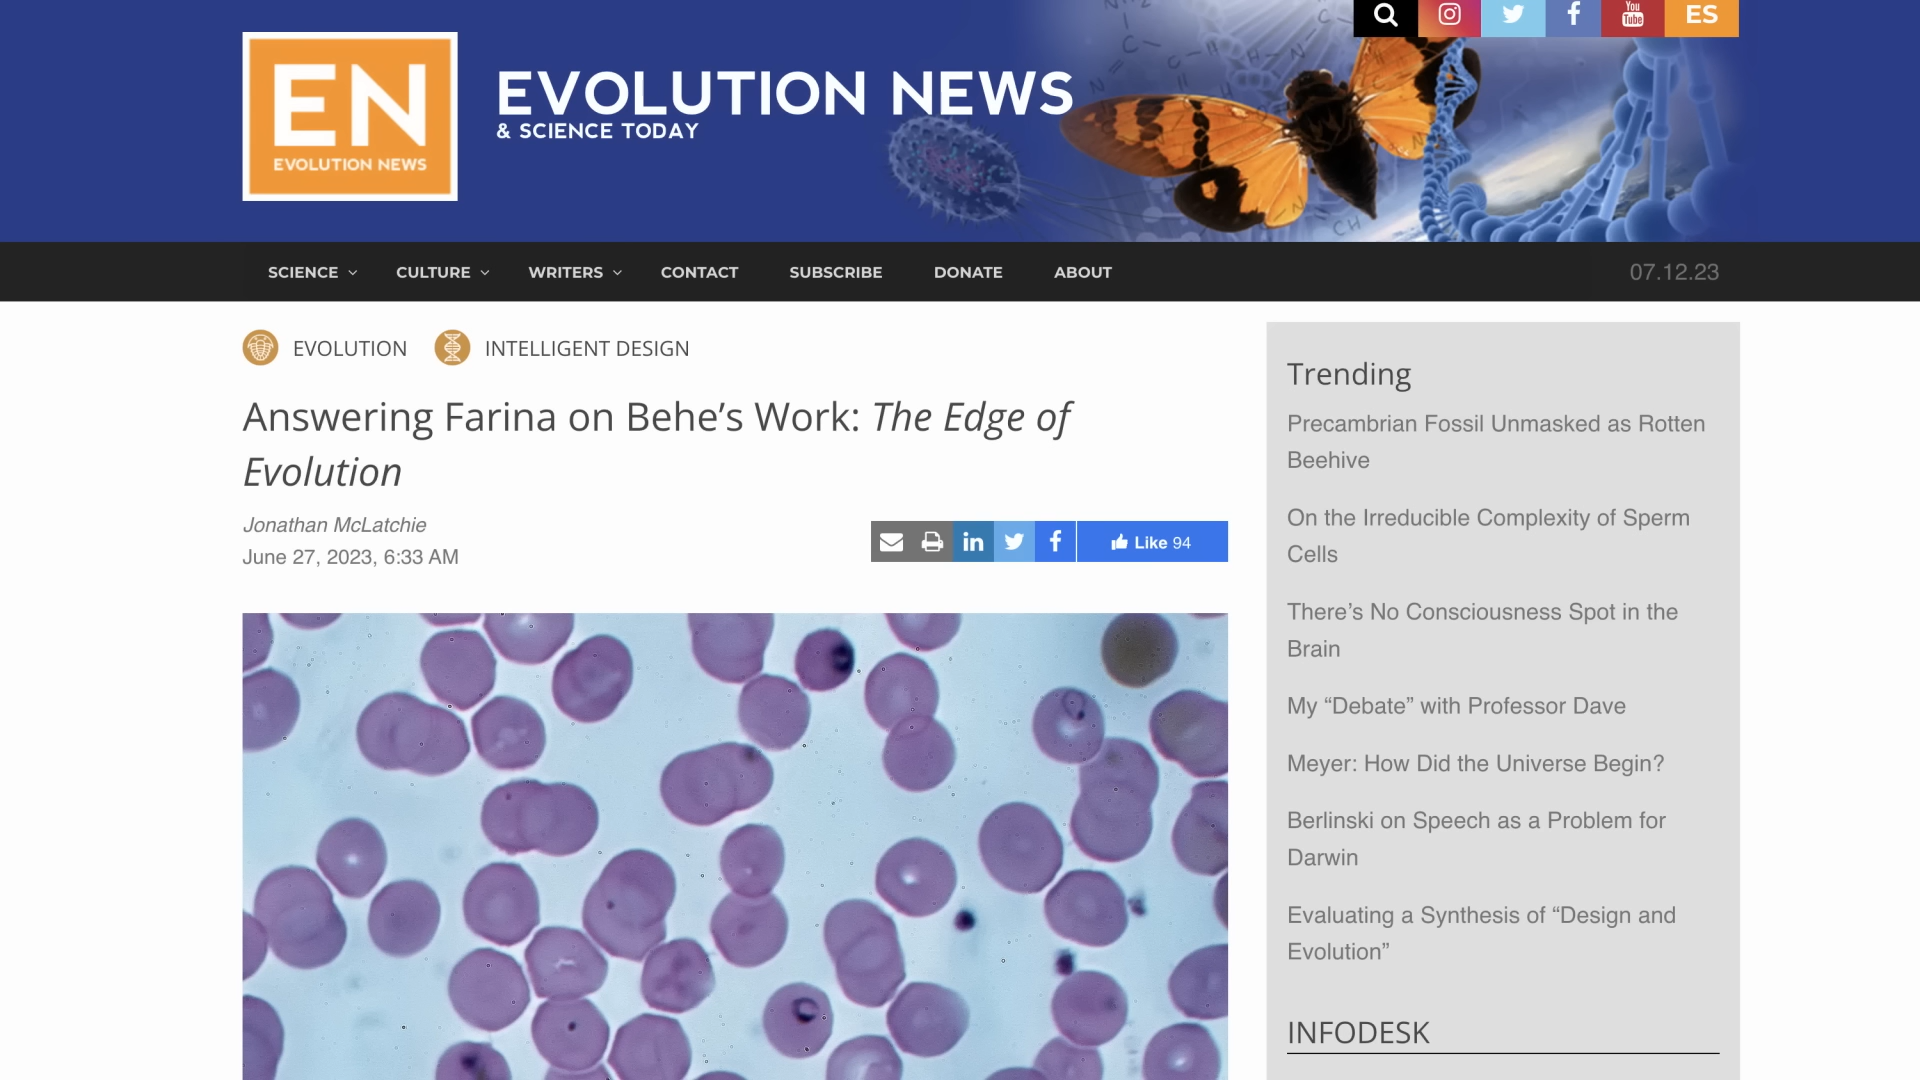 ES
You
Tube
EN
EVOLUTION NEWS
EVOLUTION NEWS
& SCIENCE TODAY
SCIENCE
CULTURE
WRITERS
CONTACT
SUBSCRIBE
DONATE
ABOUT
07.12.23
EVOLUTION
INTELLIGENT DESIGN
Answering Farina on Behe’s Work: The Edge of
Evolution
Jonathan McLatchie
June 27, 2023, 6:33 AM
in
f
Like 94
Trending
Precambrian Fossil Unmasked as Rotten
Beehive
On the Irreducible Complexity of Sperm
Cells
There’s No Consciousness Spot in the
Brain
My “Debate” with Professor Dave
Meyer: How Did the Universe Begin?
Berlinski on Speech as a Problem for
Darwin
Evaluating a Synthesis of “Design and
Evolution”
INFODESK